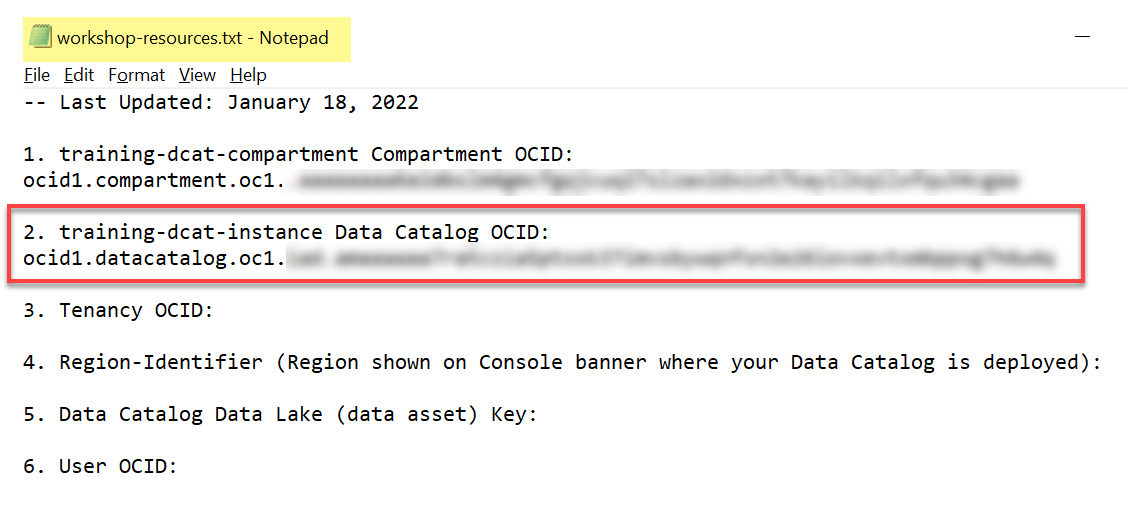 workshop-resources.txt - Notepad
File Edit Format View Help
-- Last Updated: January 18, 2022
1. training-dcat-compartment Compartment OCID:
ocid1.compartment.oc1.
2. training-dcat-instance Data Catalog OCID:
ocid1.datacatalog.oc1.
3. Tenancy OCID:
4. Region-Identifier (Region shown on Console banner where your Data Catalog is deployed):
5. Data Catalog Data Lake (data asset) Key:
6. User OCID: